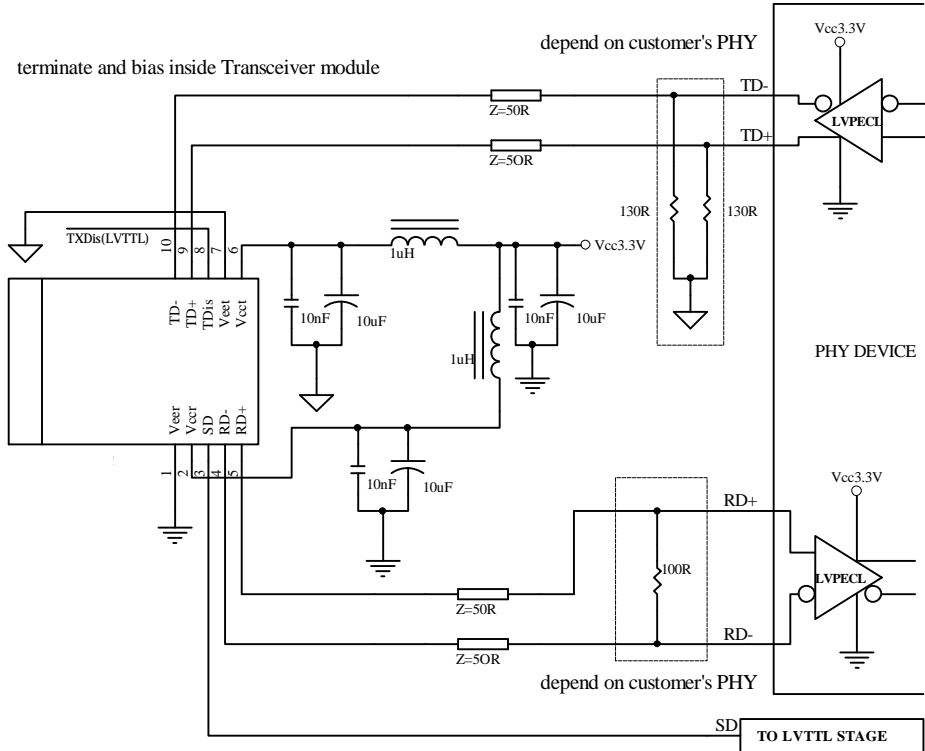 Vcc3.3V
depend on customer's PHY
terminate and bias inside Transceiver module
TD-
Z=50R
LVPECL
TD+
Z=5OR
130R
130R
TXDis(LVTTL)
10
9
8
7
6
1uH
Vcc3.3V
TD-
TD+
TDis
Veet
Vcct
10nF
10uF
10nF
10uF
1uH
PHY DEVICE
Veer
Vccr
SD
RD-
RD+
1
2
3
4
5
10nF
10uF
Vcc3.3V
RD+
100R
LVPECL
Z=50R
RD-
Z=5OR
depend on customer's PHY
SD
TO LVTTL STAGE